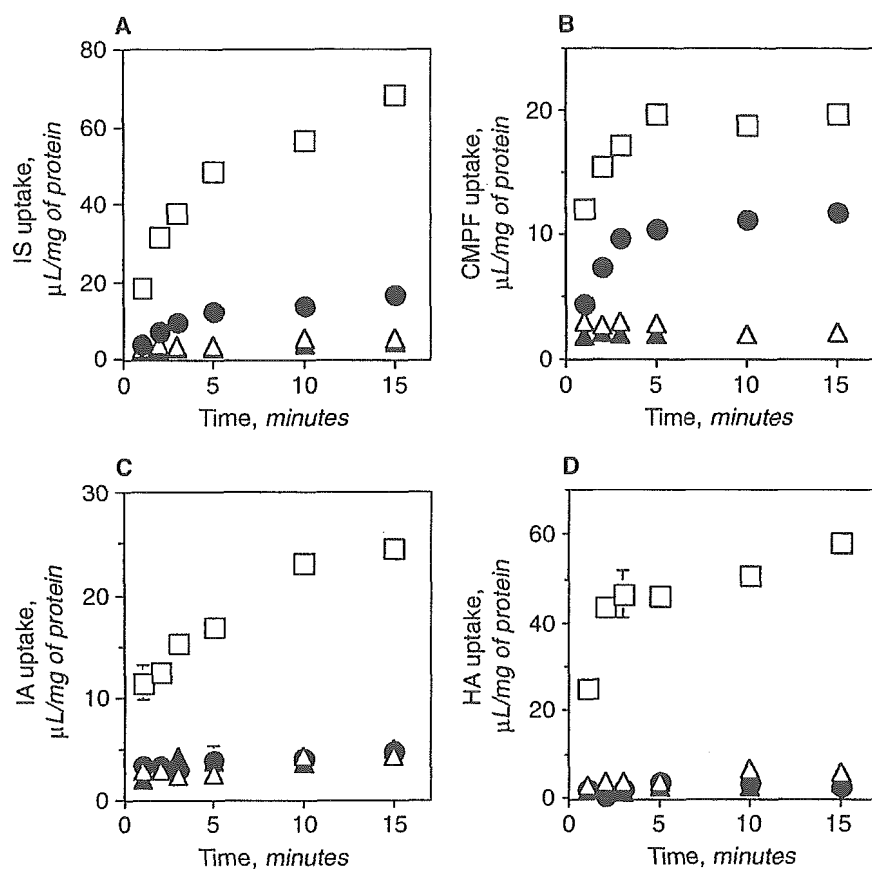 A
80
60
40
20
0
0 5 10 15
Time, minutes
IS uptake,
µL/mg of protein
B
20
10
0
0 5 10 15
Time, minutes
CMPF uptake,
µL/mg of protein
C
30
20
10
0
0 5 10 15
Time, minutes
IA uptake,
µL/mg of protein
D
60
40
20
0
0 5 10 15
Time, minutes
HA uptake,
µL/mg of protein